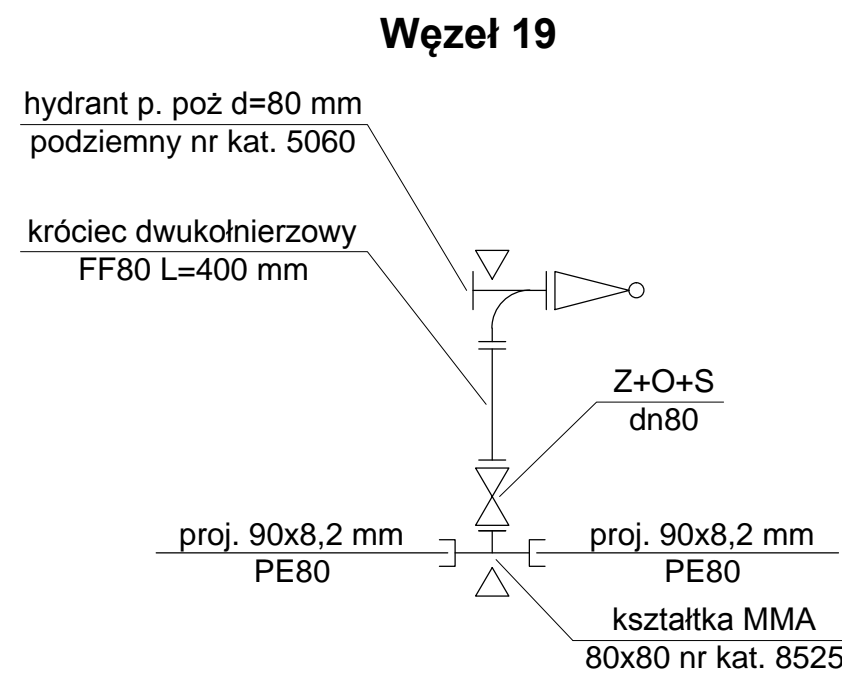 Węzeł 19
hydrant p. poż d=80 mm
podziemny nr kat. 5060
króciec dwukołnierzowy
FF80 L=400 mm
Z+O+S
dn80
proj. 90x8,2 mm
PE80
proj. 90x8,2 mm
PE80
kształtka MMA
80x80 nr kat. 8525